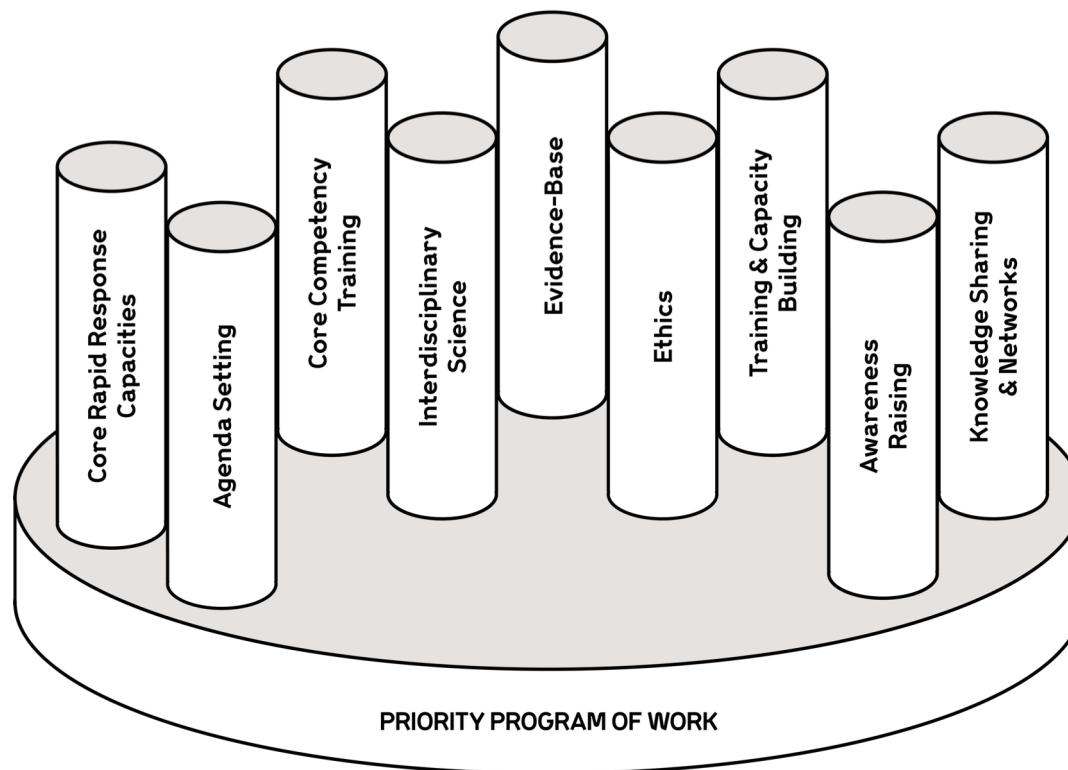 Core Rapid Response
Capacities
Agenda Setting
Core Competency
Training
Interdisciplinary
Science
Evidence-Base
Ethics
Training & Capacity
Building
Awareness
Raising
Knowledge Sharing
& Networks
PRIORITY PROGRAM OF WORK